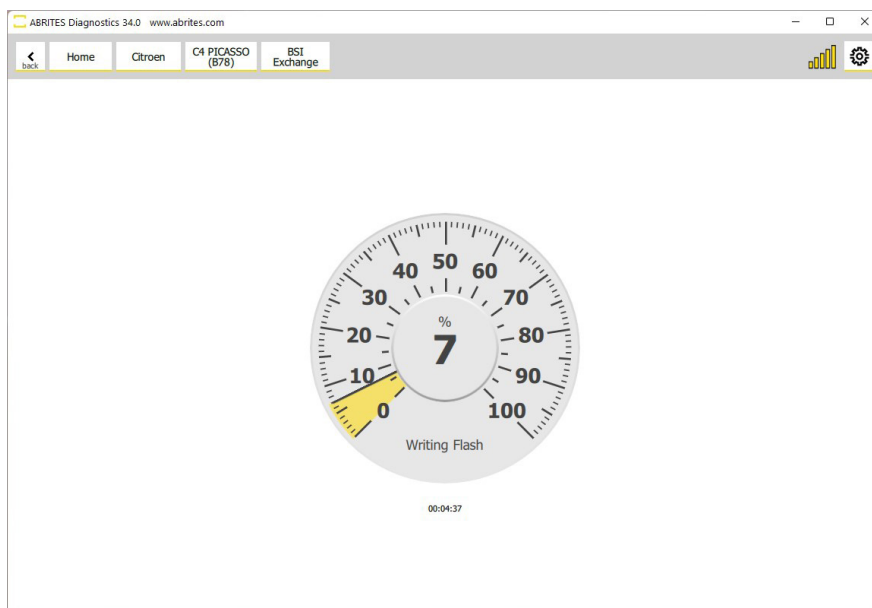 ABRITES Diagnostics 34.0 www.abrites.com
back
Home
Citroen
C4 PICASSO
(B78)
BSI
Exchange
0
10
20
30
40
50
60
70
80
90
100
%
7
Writing Flash
00:04:37